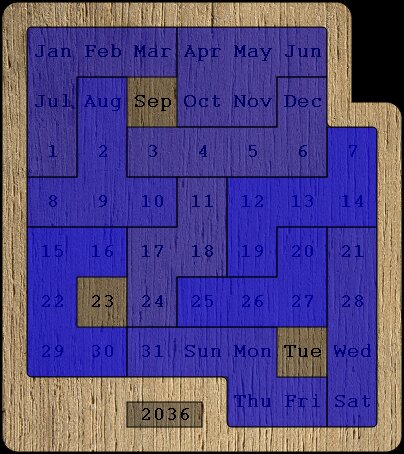 Jan Feb Mar Apr May Jun
Jul Aug Sep Oct Nov Dec
1 2 3 4 5 6 7
8 9 10 11 12 13 14
15 16 17 18 19 20 21
22 23 24 25 26 27 28
29 30 31 Sun Mon Tue Wed
Thu Fri Sat
2036